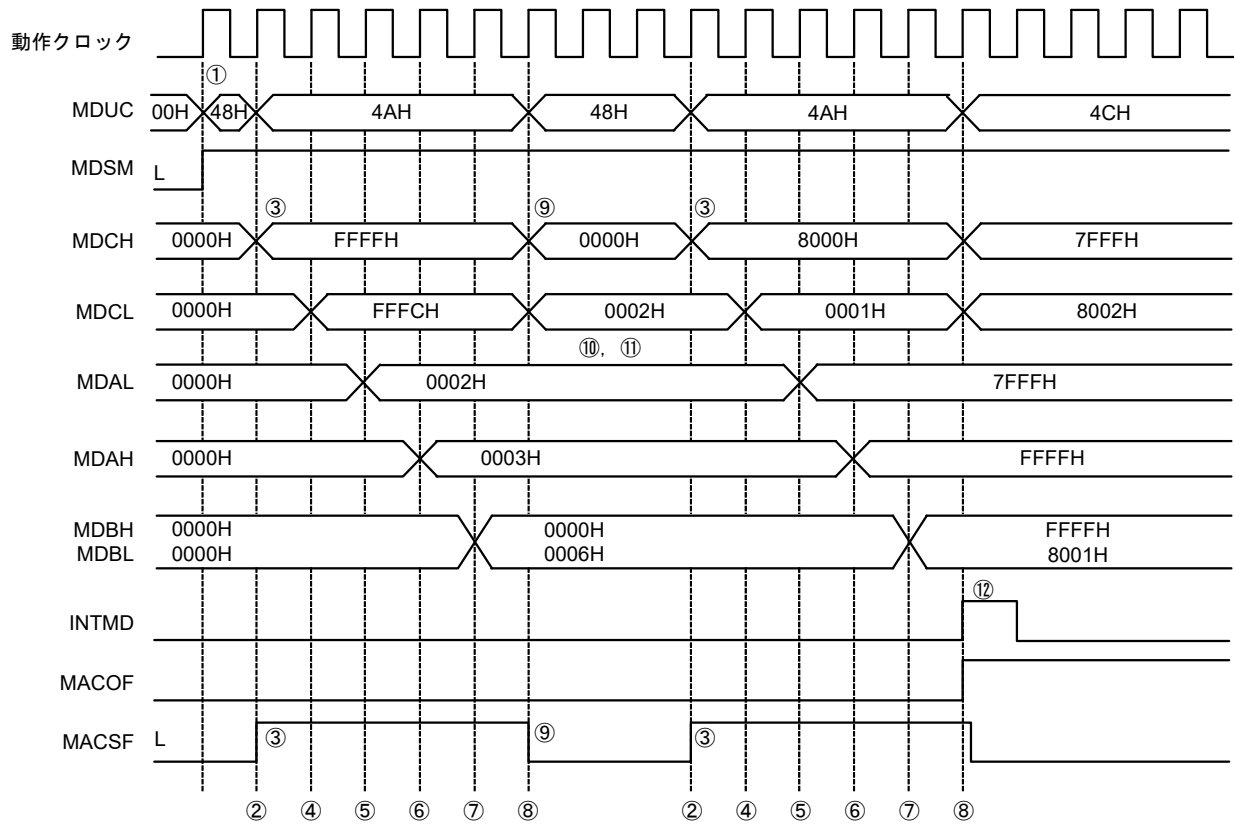 動作クロック
①
MDUC 00H 48H 4AH 48H 4AH 4CH
MDSM L
③ ⑨ ③
MDCH 0000H FFFFH 0000H 8000H 7FFFH
MDCL 0000H FFFCH 0002H 0001H 8002H
⑩, ⑪
MDAL 0000H 0002H 7FFFH
MDAH 0000H 0003H FFFFH
MDBH 0000H 0000H FFFFH
MDBL 0000H 0006H 8001H
⑫
INTMD
MACOF
MACSF L ③ ⑨ ③
② ④ ⑤ ⑥ ⑦ ⑧ ② ④ ⑤ ⑥ ⑦ ⑧